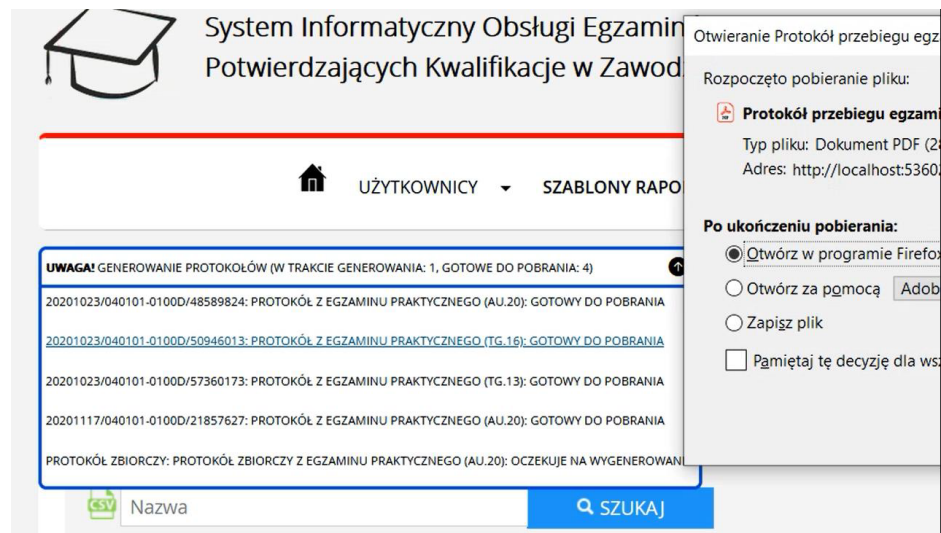 System Informatyczny Obsługi Egzamin
Potwierdzających Kwalifikacje w Zawod
UŻYTKOWNICY SZABLONY RAPO
UWAGA! GENEROWANIE PROTOKOŁÓW (W TRAKCIE GENEROWANIA: 1, GOTOWE DO POBRANIA: 4)
20201023/040101-0100D/48589824: PROTOKÓŁ Z EGZAMINU PRAKTYCZNEGO (AU.20): GOTOWY DO POBRANIA
20201023/040101-0100D/50946013: PROTOKÓŁ Z EGZAMINU PRAKTYCZNEGO (TG.16): GOTOWY DO POBRANIA
20201023/040101-0100D/57360173: PROTOKÓŁ Z EGZAMINU PRAKTYCZNEGO (TG.13): GOTOWY DO POBRANIA
20201117/040101-0100D/21857627: PROTOKÓŁ Z EGZAMINU PRAKTYCZNEGO (AU.20): GOTOWY DO POBRANIA
PROTOKÓŁ ZBIORCZY: PROTOKÓŁ ZBIORCZY Z EGZAMINU PRAKTYCZNEGO (AU.20): OCZEKUJE NA WYGENEROWANI
CSV Nazwa SZUKAJ
Otwieranie Protokół przebiegu egz
Rozpoczęto pobieranie pliku:
Protokół przebiegu egzami
Typ pliku: Dokument PDF (28
Adres: http://localhost:5360
Po ukończeniu pobierania:
Otwórz w programie Firefox
Otwórz za pomocą Adob
Zapisz plik
Pamiętaj tę decyzję dla wsz